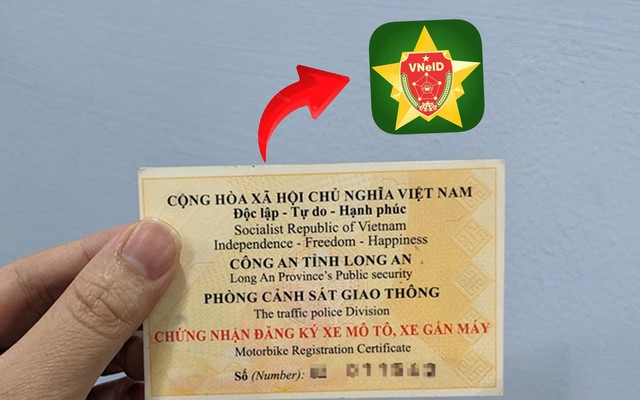 VNeID
CỘNG HÒA XÃ HỘI CHỦ NGHĨA VIỆT NAM
Độc lập - Tự do - Hạnh phúc
Socialist Republic of Vietnam
Independence - Freedom - Happiness
CÔNG AN TỈNH LONG AN
Long An Province's Public security
PHÒNG CẢNH SÁT GIAO THÔNG
The traffic police Division
CHỨNG NHẬN ĐĂNG KÝ XE MÔ TÔ, XE GẮN MÁY
Motorbike Registration Certificate
Số (Number):